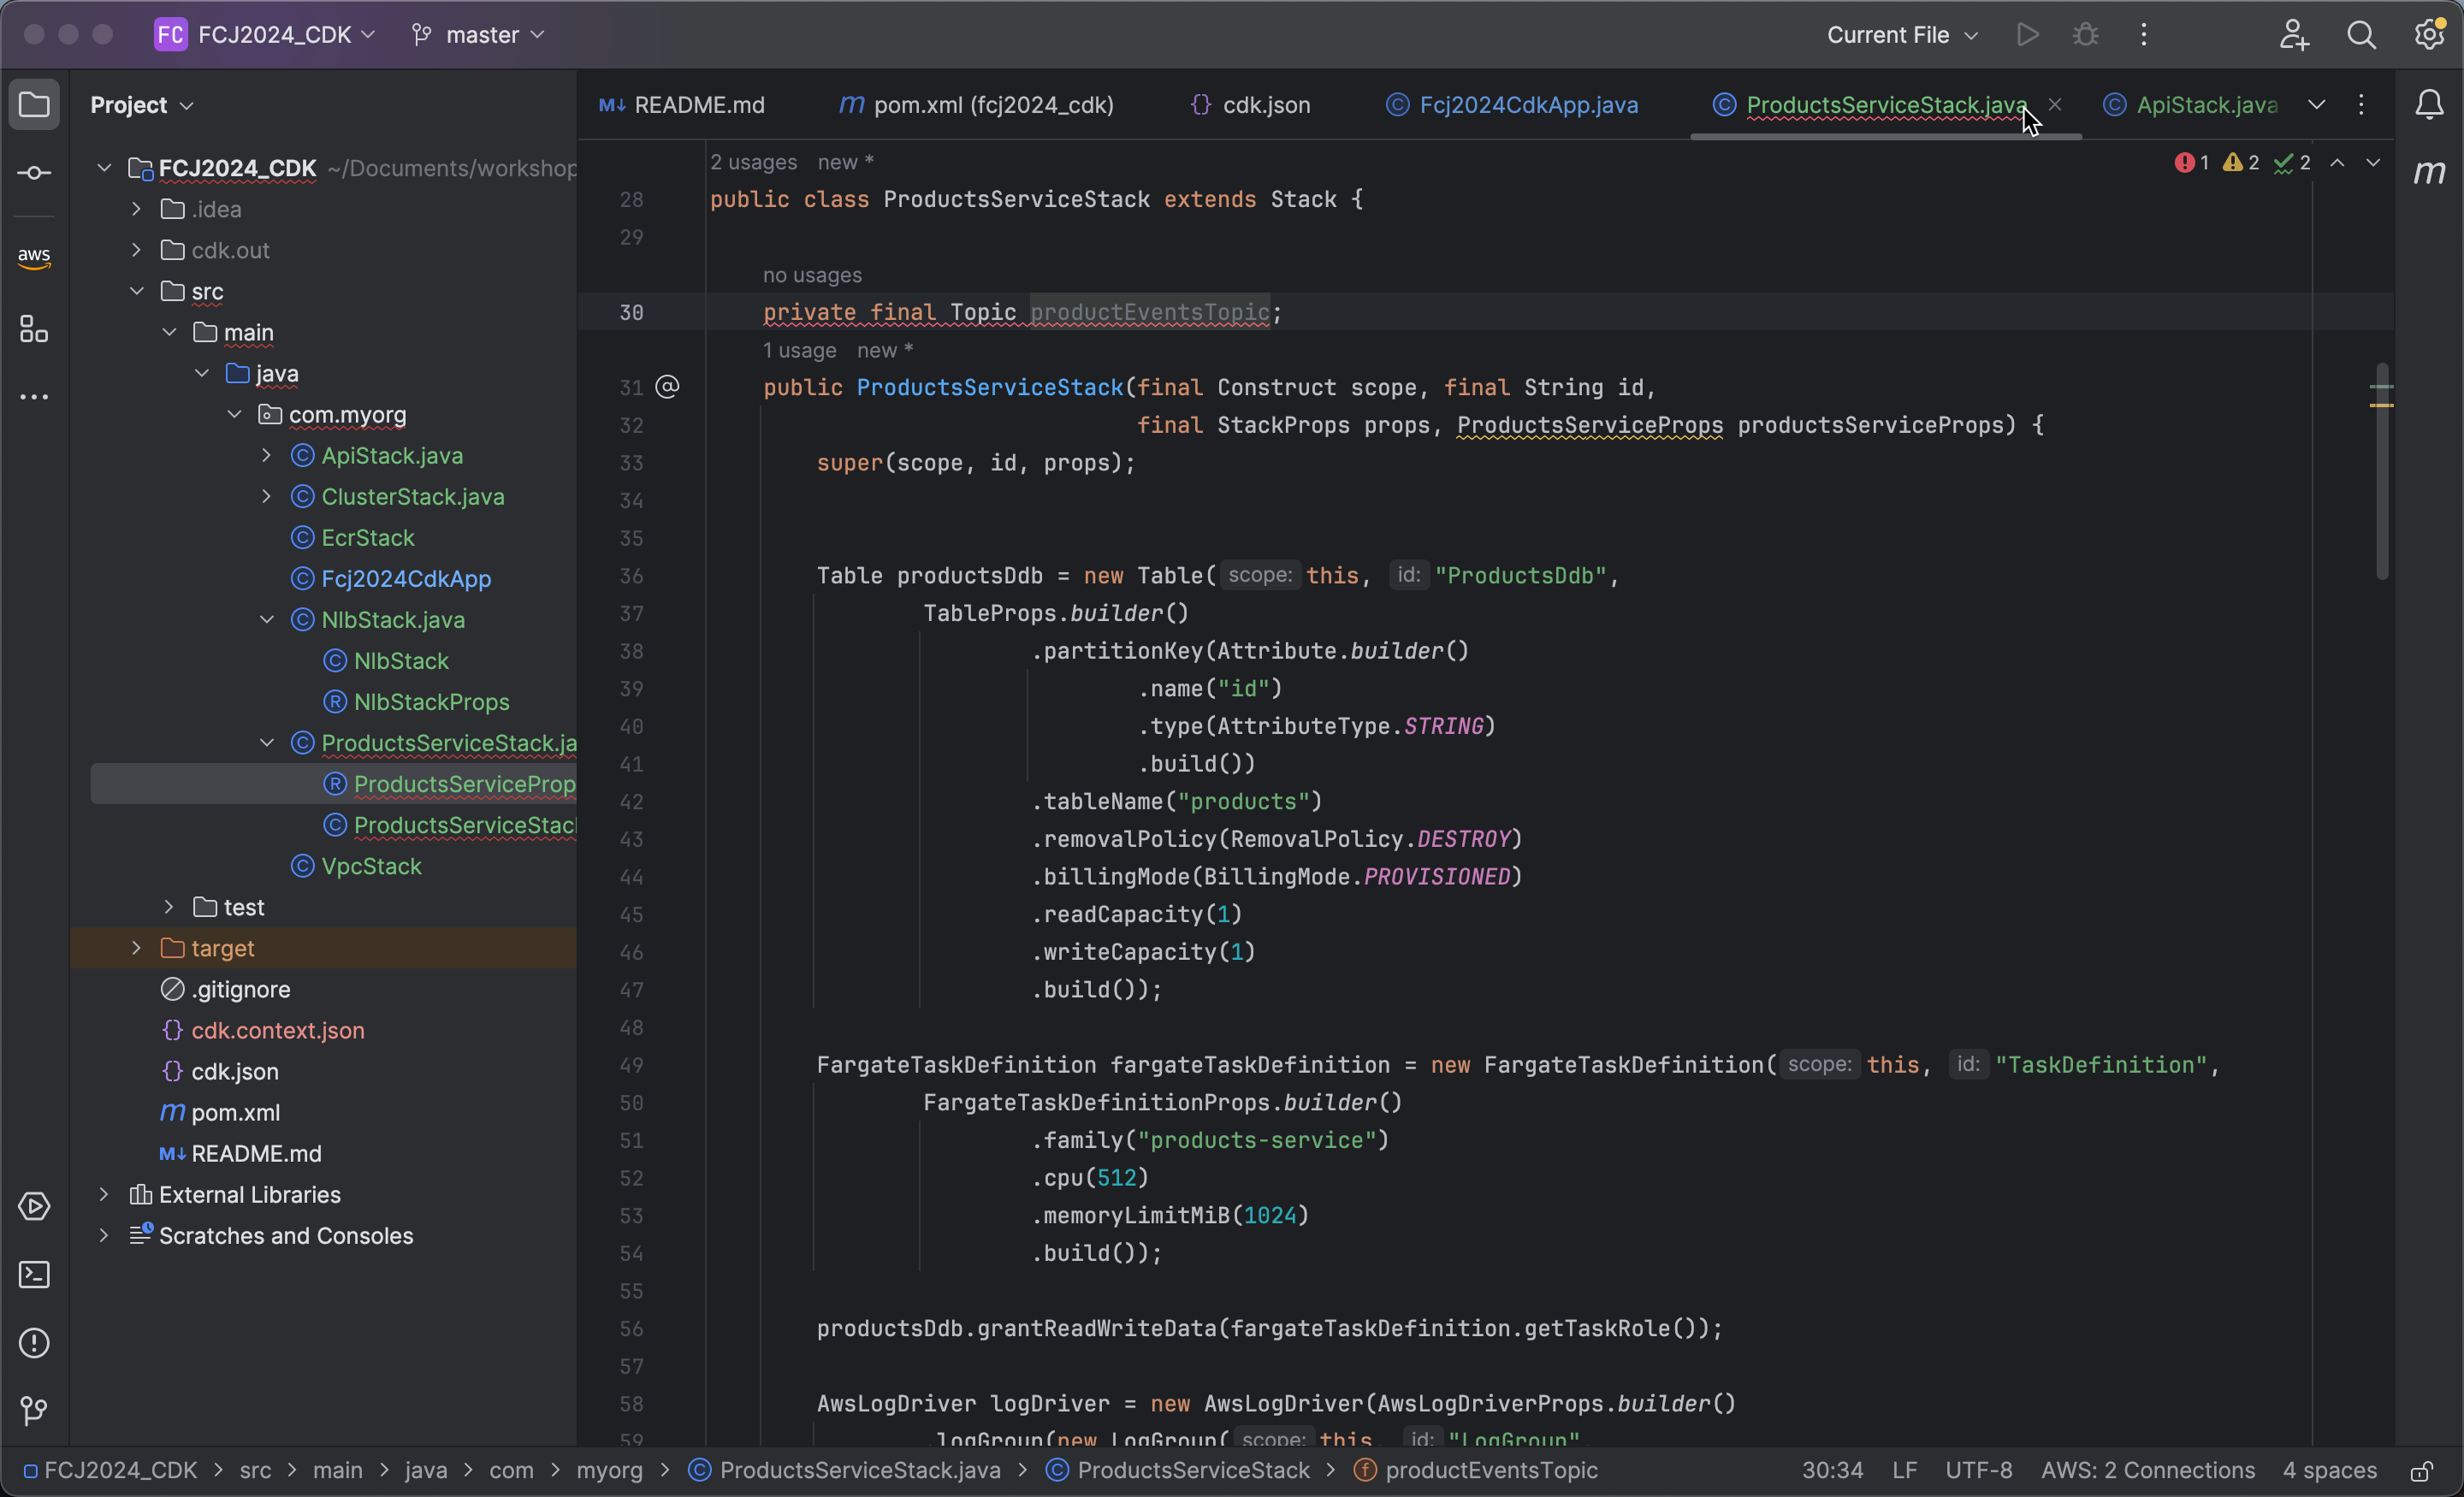 FC FCJ2024_CDK master Current File
Project
aws
FCJ2024_CDK ~/Documents/workshop
.idea
cdk.out
src
main
java
com.myorg
C ApiStack.java
C ClusterStack.java
C EcrStack
C Fcj2024CdkApp
C NlbStack.java
C NlbStack
R NlbStackProps
C ProductsServiceStack.ja
R ProductsServiceProp
C ProductsServiceStac
C VpcStack
test
target
.gitignore
{} cdk.context.json
{} cdk.json
m pom.xml
M↓ README.md
External Libraries
Scratches and Consoles
M↓ README.md m pom.xml (fcj2024_cdk) {} cdk.json C Fcj2024CdkApp.java C ProductsServiceStack.java C ApiStack.java
m
1 2 2
2 usages new *
28 public class ProductsServiceStack extends Stack {
29
no usages
30 private final Topic productEventsTopic;
1 usage new *
31 @ public ProductsServiceStack(final Construct scope, final String id,
32 final StackProps props, ProductsServiceProps productsServiceProps) {
33 super(scope, id, props);
34
35
36 Table productsDdb = new Table( scope: this, id: "ProductsDdb",
37 TableProps.builder()
38 .partitionKey(Attribute.builder()
39 .name("id")
40 .type(AttributeType.STRING)
41 .build())
42 .tableName("products")
43 .removalPolicy(RemovalPolicy.DESTROY)
44 .billingMode(BillingMode.PROVISIONED)
45 .readCapacity(1)
46 .writeCapacity(1)
47 .build());
48
49 FargateTaskDefinition fargateTaskDefinition = new FargateTaskDefinition( scope: this, id: "TaskDefinition",
50 FargateTaskDefinitionProps.builder()
51 .family("products-service")
52 .cpu(512)
53 .memoryLimitMiB(1024)
54 .build());
55
56 productsDdb.grantReadWriteData(fargateTaskDefinition.getTaskRole());
57
58 AwsLogDriver logDriver = new AwsLogDriver(AwsLogDriverProps.builder()
59 .logGroup(new LogGroup( scope: this, id: "LogGroup",
FCJ2024_CDK > src > main > java > com > myorg > C ProductsServiceStack.java > C ProductsServiceStack > f productEventsTopic 30:34 LF UTF-8 AWS: 2 Connections 4 spaces